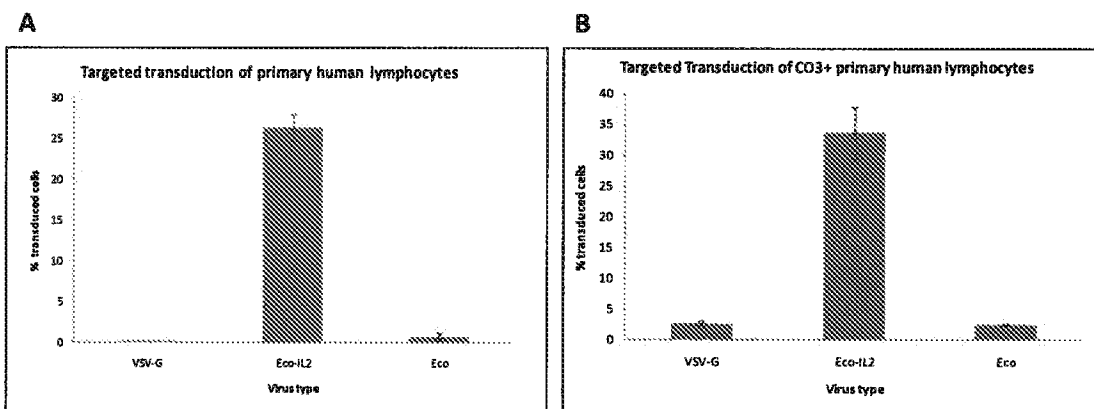 A
Targeted transduction of primary human lymphocytes
30
25
20
15
10
5
0
% transduced cells
VSV-G
Eco-IL2
Eco
Virus type
B
Targeted Transduction of CO3+ primary human lymphocytes
40
35
30
25
20
15
10
5
0
% transduced cells
VSV-G
Eco-IL2
Eco
Virus type